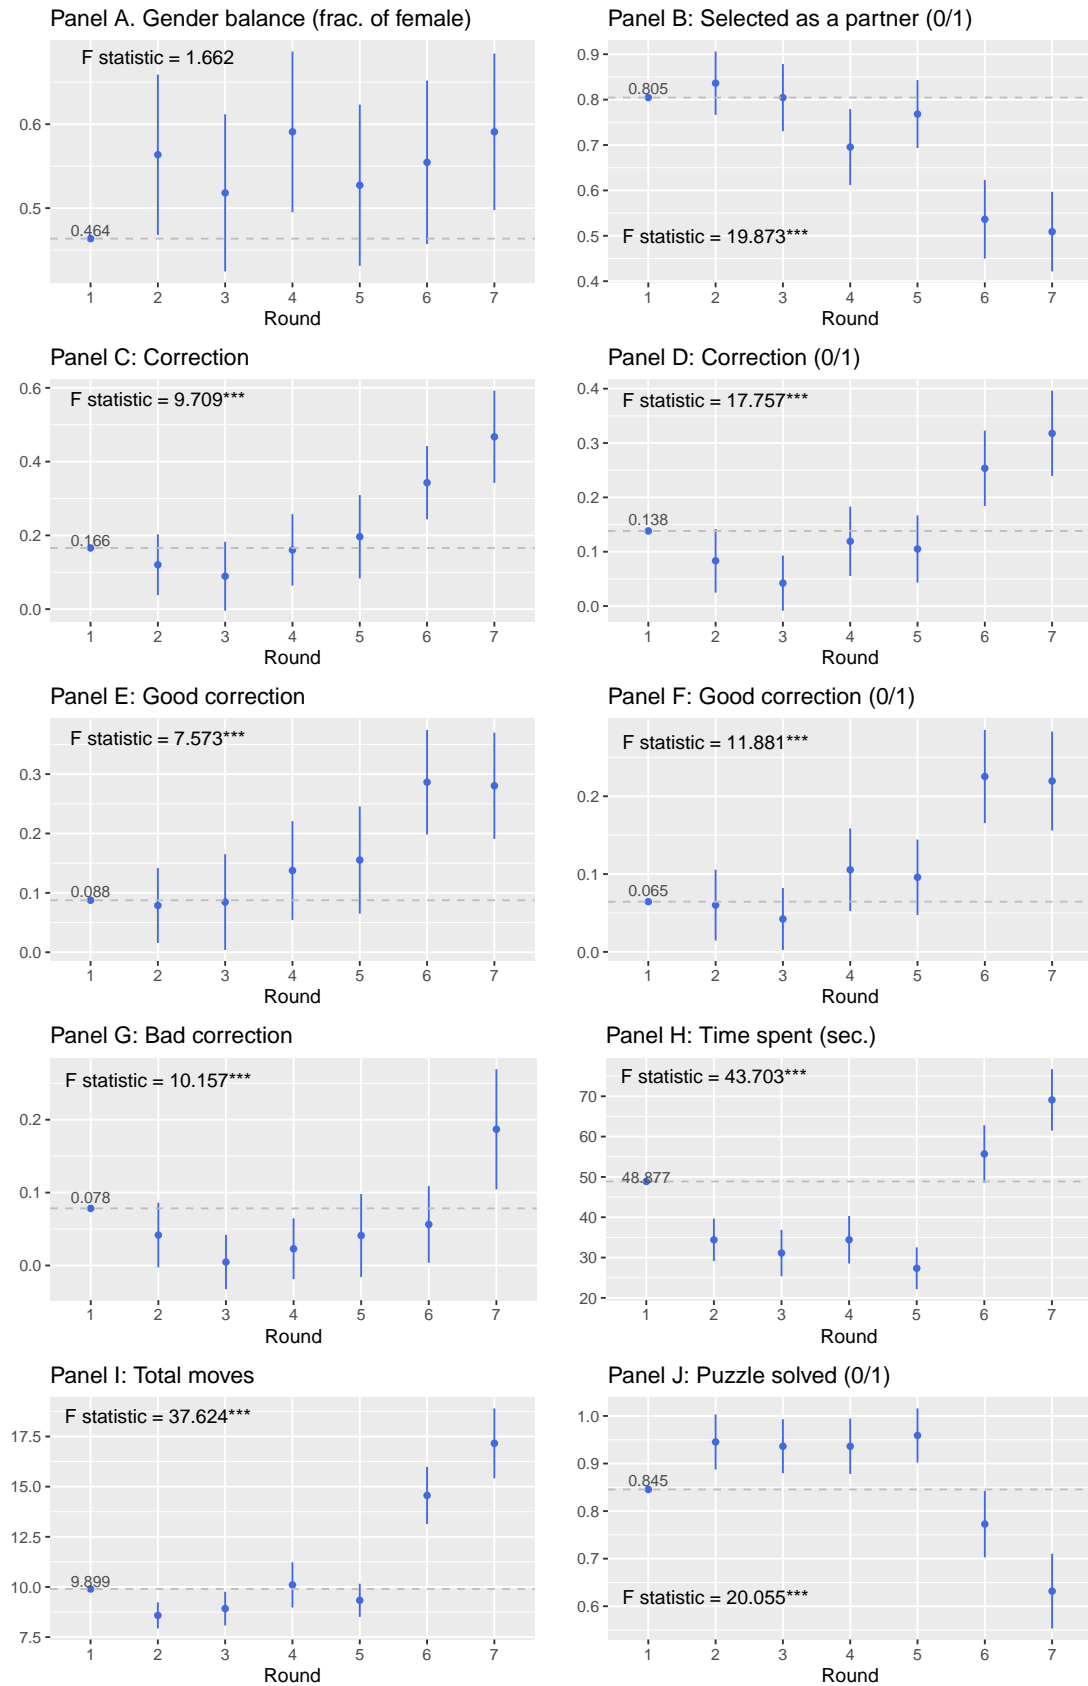 Panel A. Gender balance (frac. of female)
F statistic = 1.662
0.6
0.5
0.464
1 2 3 4 5 6 7
Round
Panel B: Selected as a partner (0/1)
0.9
0.805
0.8
0.7
0.6
0.5
F statistic = 19.873***
0.4
1 2 3 4 5 6 7
Round
Panel C: Correction
0.6
F statistic = 9.709***
0.4
0.2
0.166
0.0
1 2 3 4 5 6 7
Round
Panel D: Correction (0/1)
0.4
F statistic = 17.757***
0.3
0.2
0.138
0.1
0.0
1 2 3 4 5 6 7
Round
Panel E: Good correction
F statistic = 7.573***
0.3
0.2
0.1
0.088
0.0
1 2 3 4 5 6 7
Round
Panel F: Good correction (0/1)
F statistic = 11.881***
0.2
0.1
0.065
0.0
1 2 3 4 5 6 7
Round
Panel G: Bad correction
F statistic = 10.157***
0.2
0.1
0.078
0.0
1 2 3 4 5 6 7
Round
Panel H: Time spent (sec.)
F statistic = 43.703***
70
60
50
48.877
40
30
20
1 2 3 4 5 6 7
Round
Panel I: Total moves
F statistic = 37.624***
17.5
15.0
12.5
10.0
9.899
7.5
1 2 3 4 5 6 7
Round
Panel J: Puzzle solved (0/1)
1.0
0.9
0.845
0.8
0.7
0.6
F statistic = 20.055***
1 2 3 4 5 6 7
Round